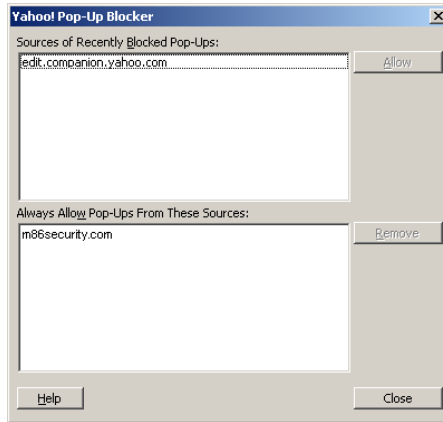 Yahoo! Pop-Up Blocker
Sources of Recently Blocked Pop-Ups:
edit.companion.yahoo.com
Allow
Always Allow Pop-Ups From These Sources:
m86security.com
Remove
Help
Close